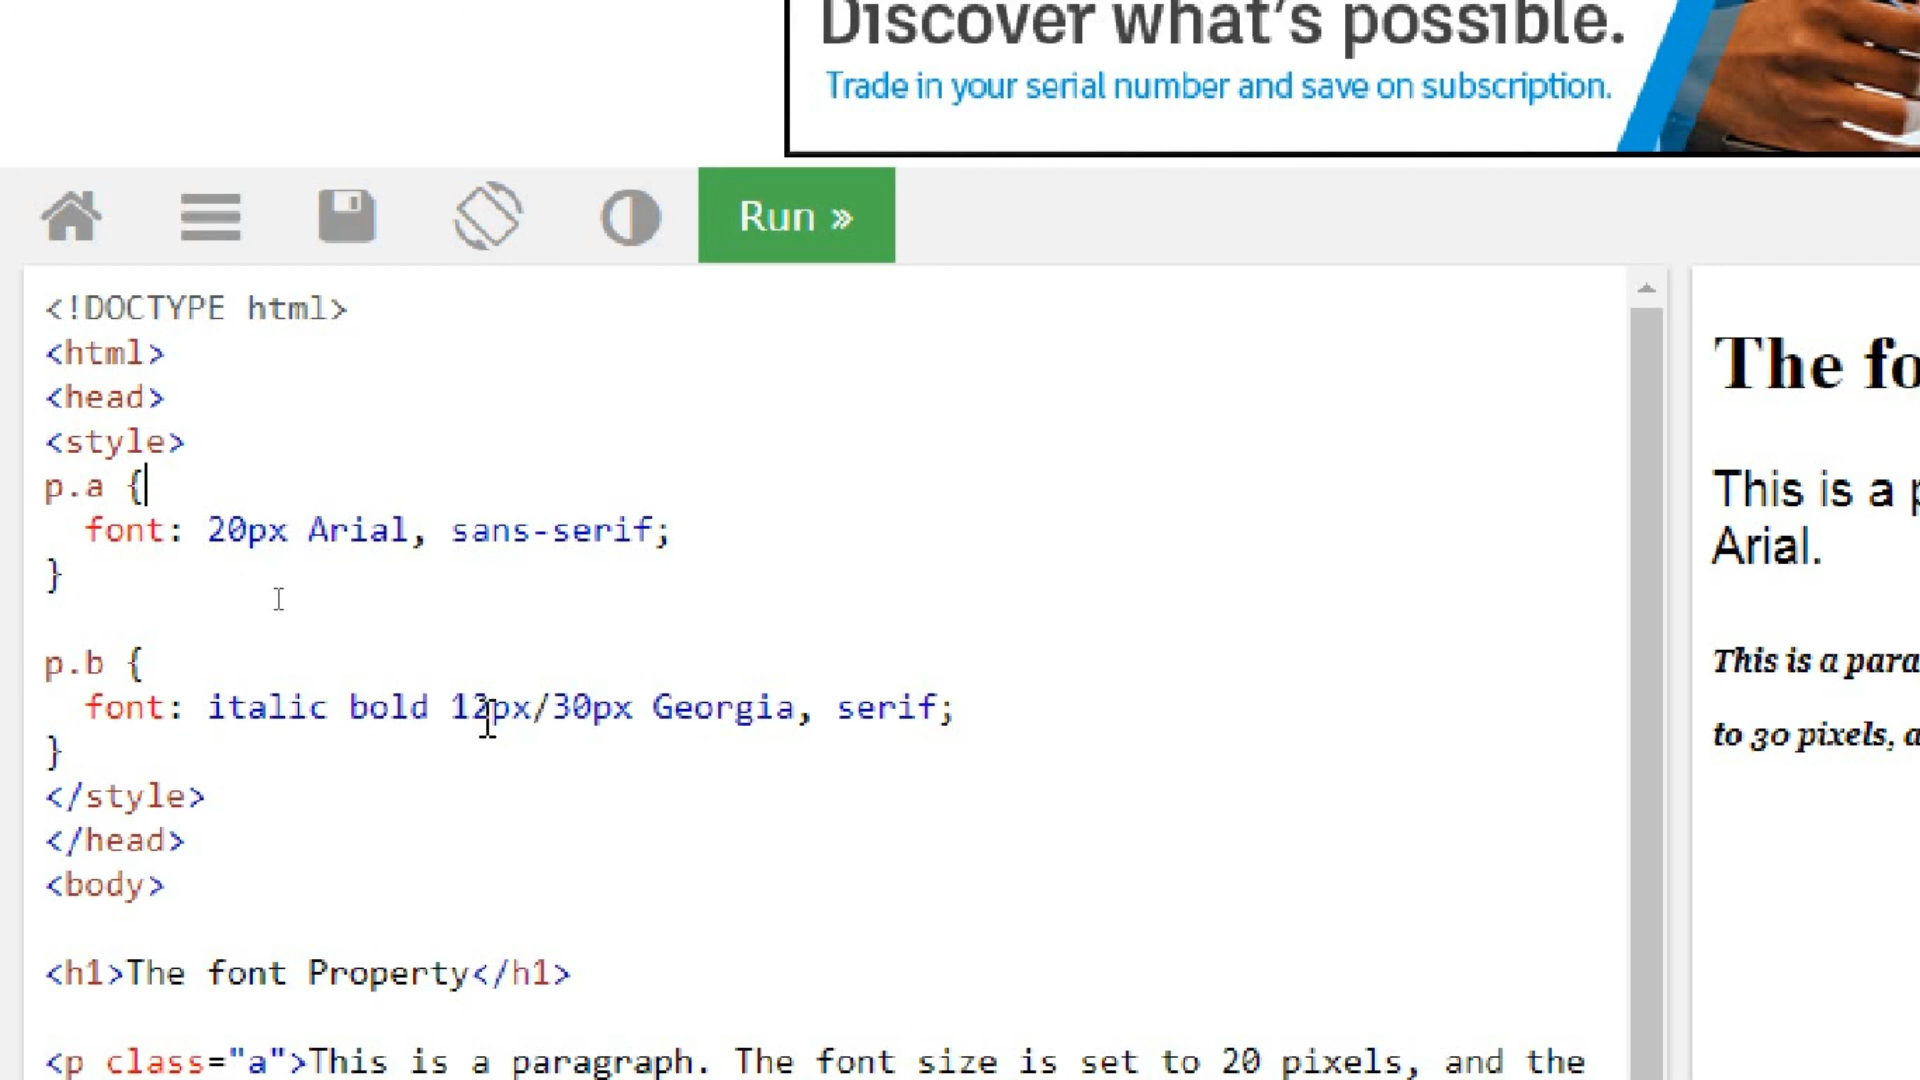 Discover what's possible.
Trade in your serial number and save on subscription.
Run »
<!DOCTYPE html>
<html>
<head>
<style>
p.a {
  font: 20px Arial, sans-serif;
}
p.b {
  font: italic bold 12px/30px Georgia, serif;
}
</style>
</head>
<body>
<h1>The font Property</h1>
<p class="a">This is a paragraph. The font size is set to 20 pixels, and the
The fo
This is a p
Arial.
This is a para
to 30 pixels, a